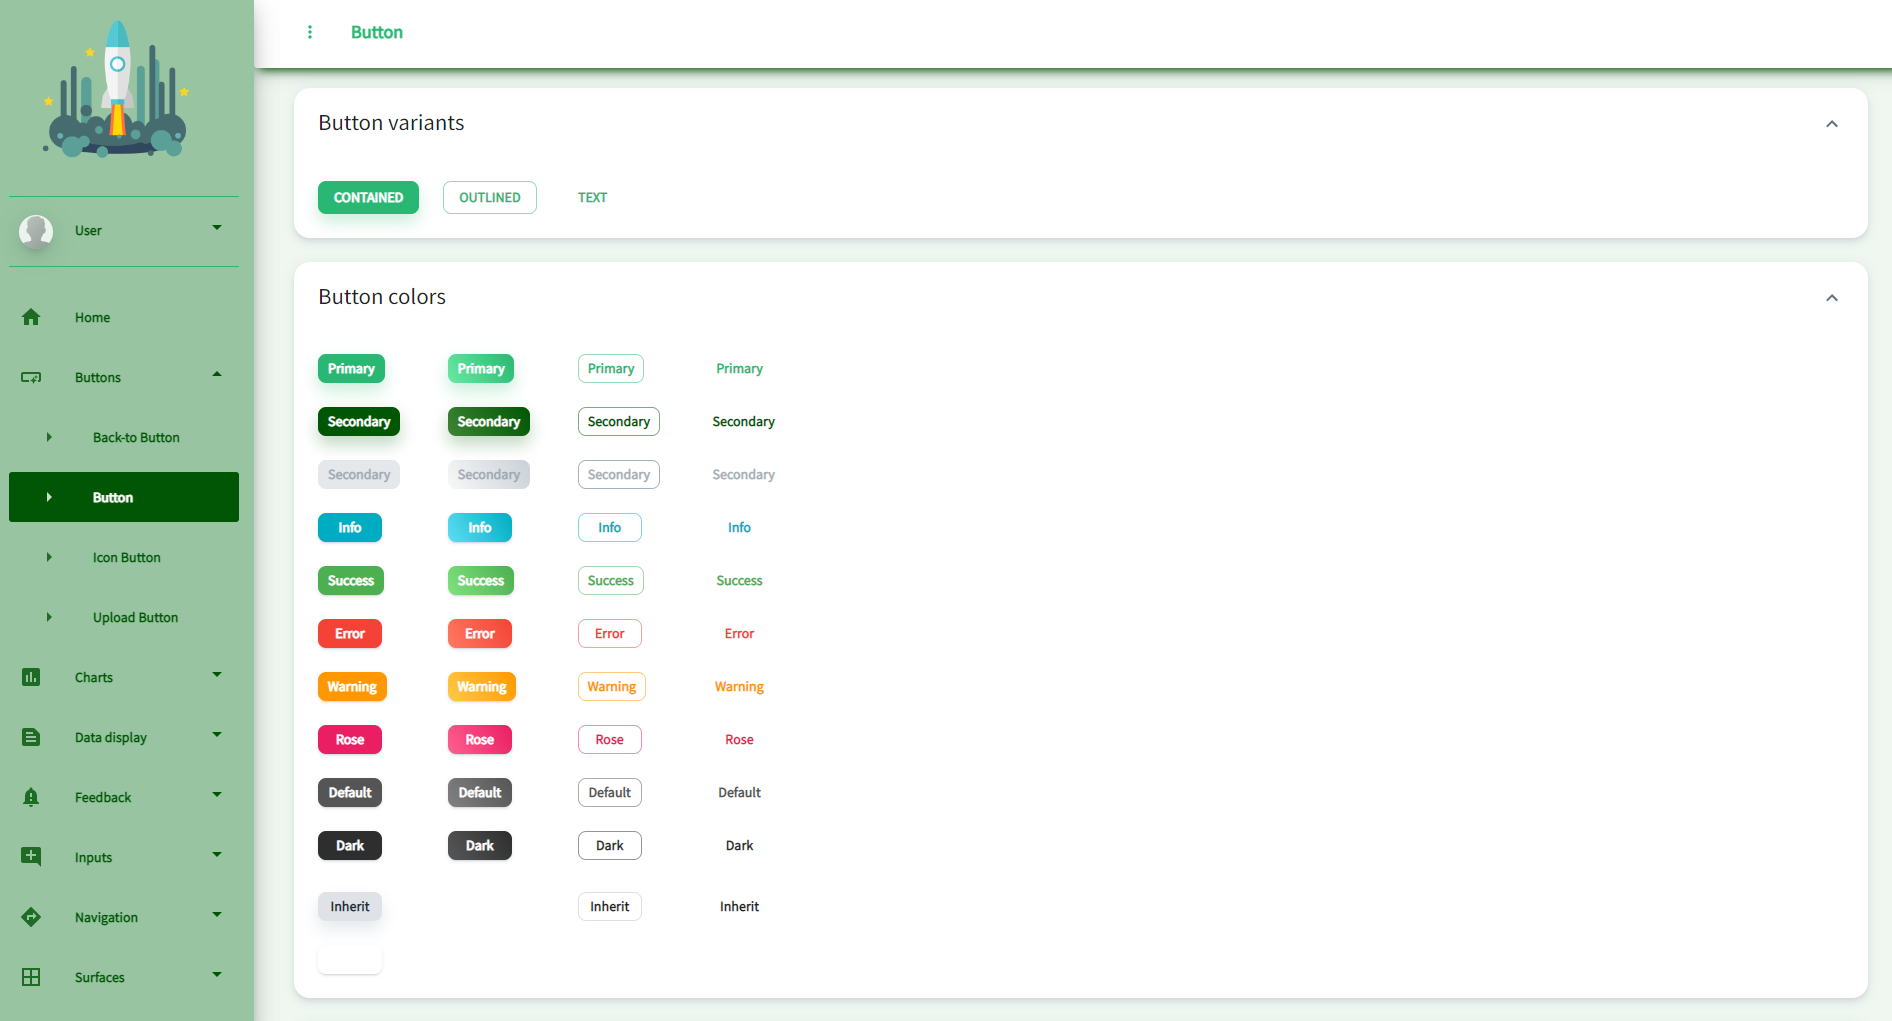 User
Home
Buttons
Back-to Button
Button
Icon Button
Upload Button
Charts
Data display
Feedback
Inputs
Navigation
Surfaces
Button
Button variants
CONTAINED OUTLINED TEXT
Button colors
Primary Primary Primary Primary
Secondary Secondary Secondary Secondary
Secondary Secondary Secondary Secondary
Info Info Info Info
Success Success Success Success
Error Error Error Error
Warning Warning Warning Warning
Rose Rose Rose Rose
Default Default Default Default
Dark Dark Dark Dark
Inherit Inherit Inherit